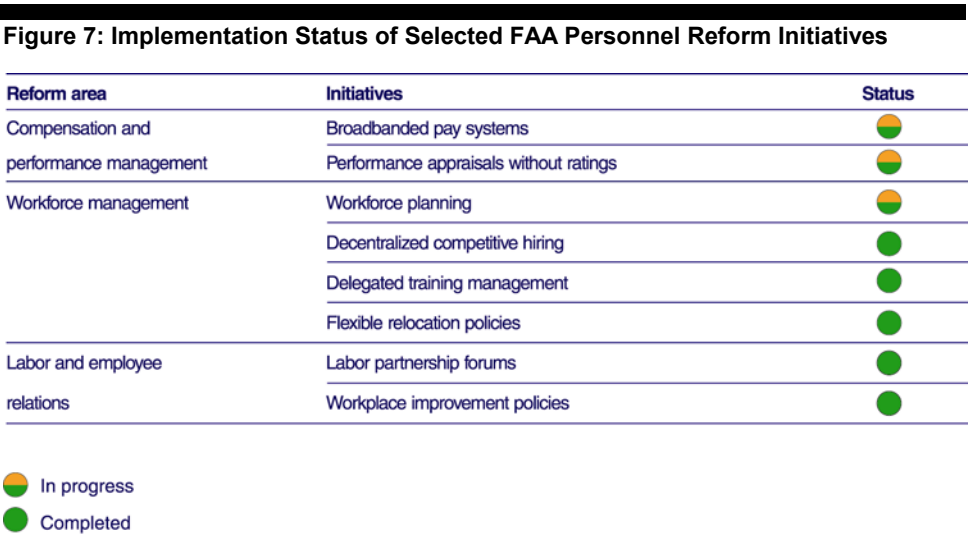 Figure 7: Implementation Status of Selected FAA Personnel Reform Initiatives
Reform area Initiatives Status
Compensation and Broadbanded pay systems
performance management Performance appraisals without ratings
Workforce management Workforce planning
Decentralized competitive hiring
Delegated training management
Flexible relocation policies
Labor and employee Labor partnership forums
relations Workplace improvement policies
In progress
Completed